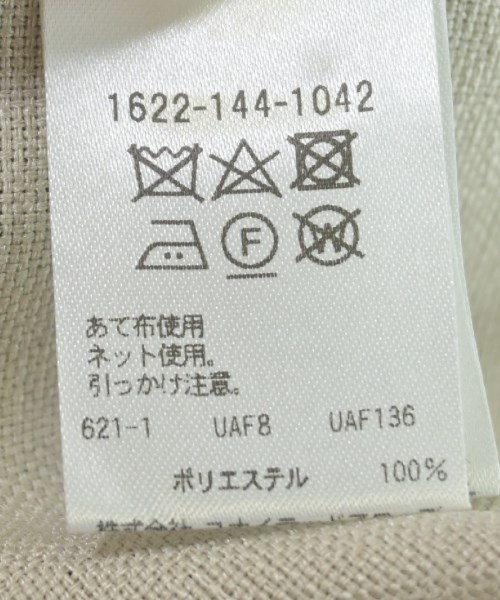 1622-144-1042
F
W
あて布使用
ネット使用。
引っかけ注意。
621-1 UAF8 UAF136
ポリエステル 100%